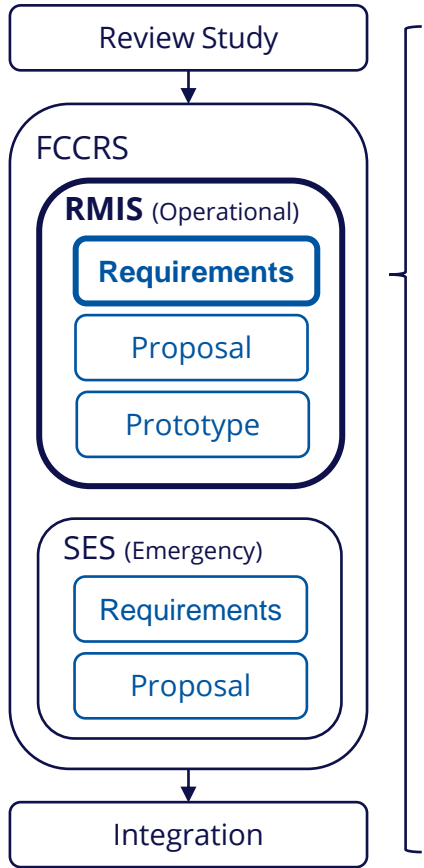 Review Study
FCCRS
RMIS (Operational)
Requirements
Proposal
Prototype
SES (Emergency)
Requirements
Proposal
Integration